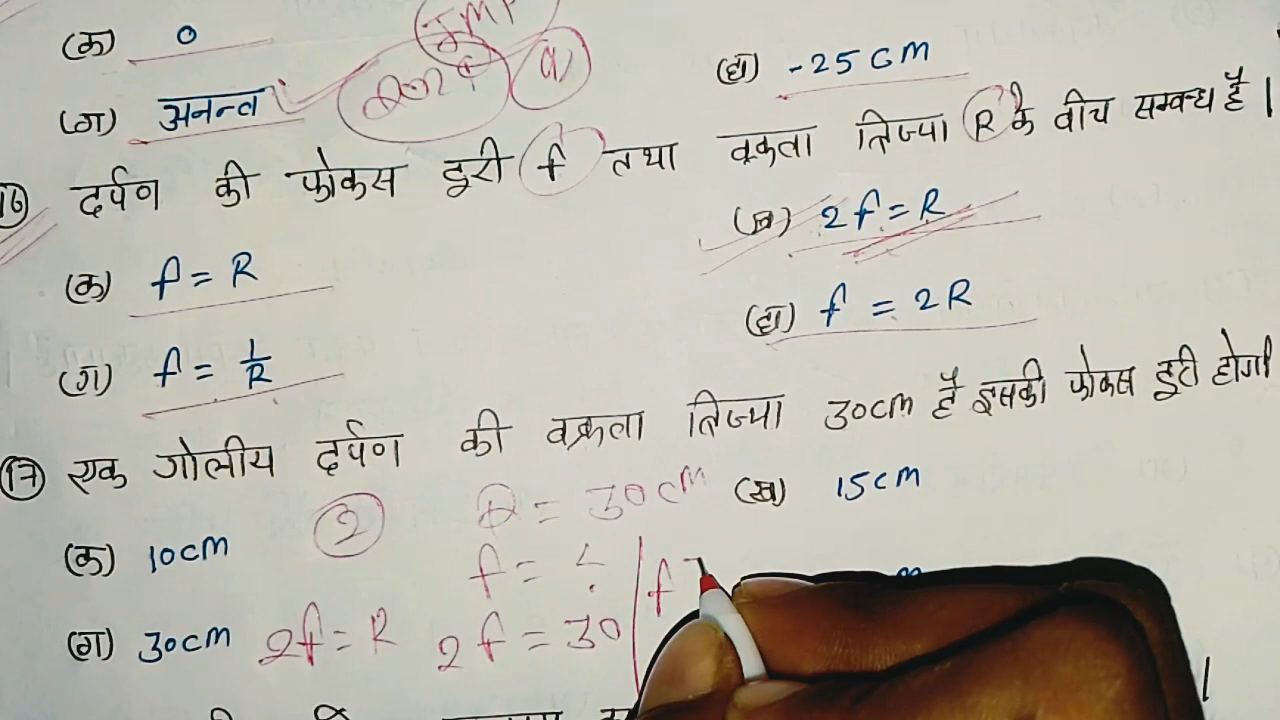 (क) 0
(ग) अनन्त
2024
(घ) -25 cm
16 दर्पण की फोकस दूरी f तथा वक्रता त्रिज्या R के बीच सम्बन्ध है।
(क) f = R
(ख) 2f = R
(ग) f = 1/R
(घ) f = 2R
17 एक गोलीय दर्पण की वक्रता त्रिज्या 30cm है इसकी फोकस दूरी होगी
R = 30cm
(क) 10cm
(ख) 15cm
f = ?
(ग) 30cm
2f = R
2f = 30
f